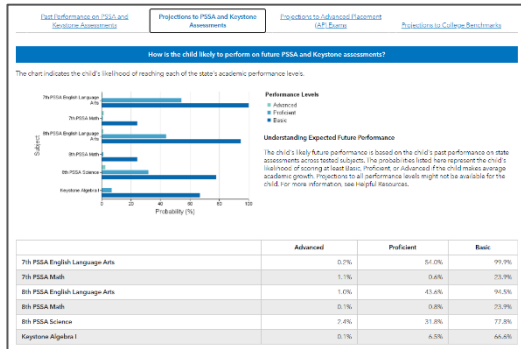 Past Performance on PSSA and
Keystone Assessments
Projections to PSSA and Keystone
Assessments
Projections to Advanced Placement
(AP) Exams
Projections to College Benchmarks
How is the child likely to perform on future PSSA and Keystone assessments?
The chart indicates the child's likelihood of reaching each of the state's academic performance levels.
Subject
7th PSSA English Language
Arts
7th PSSA Math
8th PSSA English Language
Arts
8th PSSA Math
8th PSSA Science
Keystone Algebra I
0 20 40 60 80 100
Probability (%)
Performance Levels
Advanced
Proficient
Basic
Understanding Expected Future Performance
The child's likely future performance is based on the child's past performance on state
assessments across tested subjects. The probabilities listed here represent the child's
likelihood of scoring at least Basic, Proficient, or Advanced if the child makes average
academic growth. Projections to all performance levels might not be available for the
child. For more information, see Helpful Resources.
Advanced Proficient Basic
7th PSSA English Language Arts 0.2% 54.0% 99.9%
7th PSSA Math 1.1% 0.6% 23.9%
8th PSSA English Language Arts 1.0% 43.6% 94.5%
8th PSSA Math 0.1% 0.8% 23.9%
8th PSSA Science 2.4% 31.8% 77.8%
Keystone Algebra I 0.1% 6.5% 66.6%